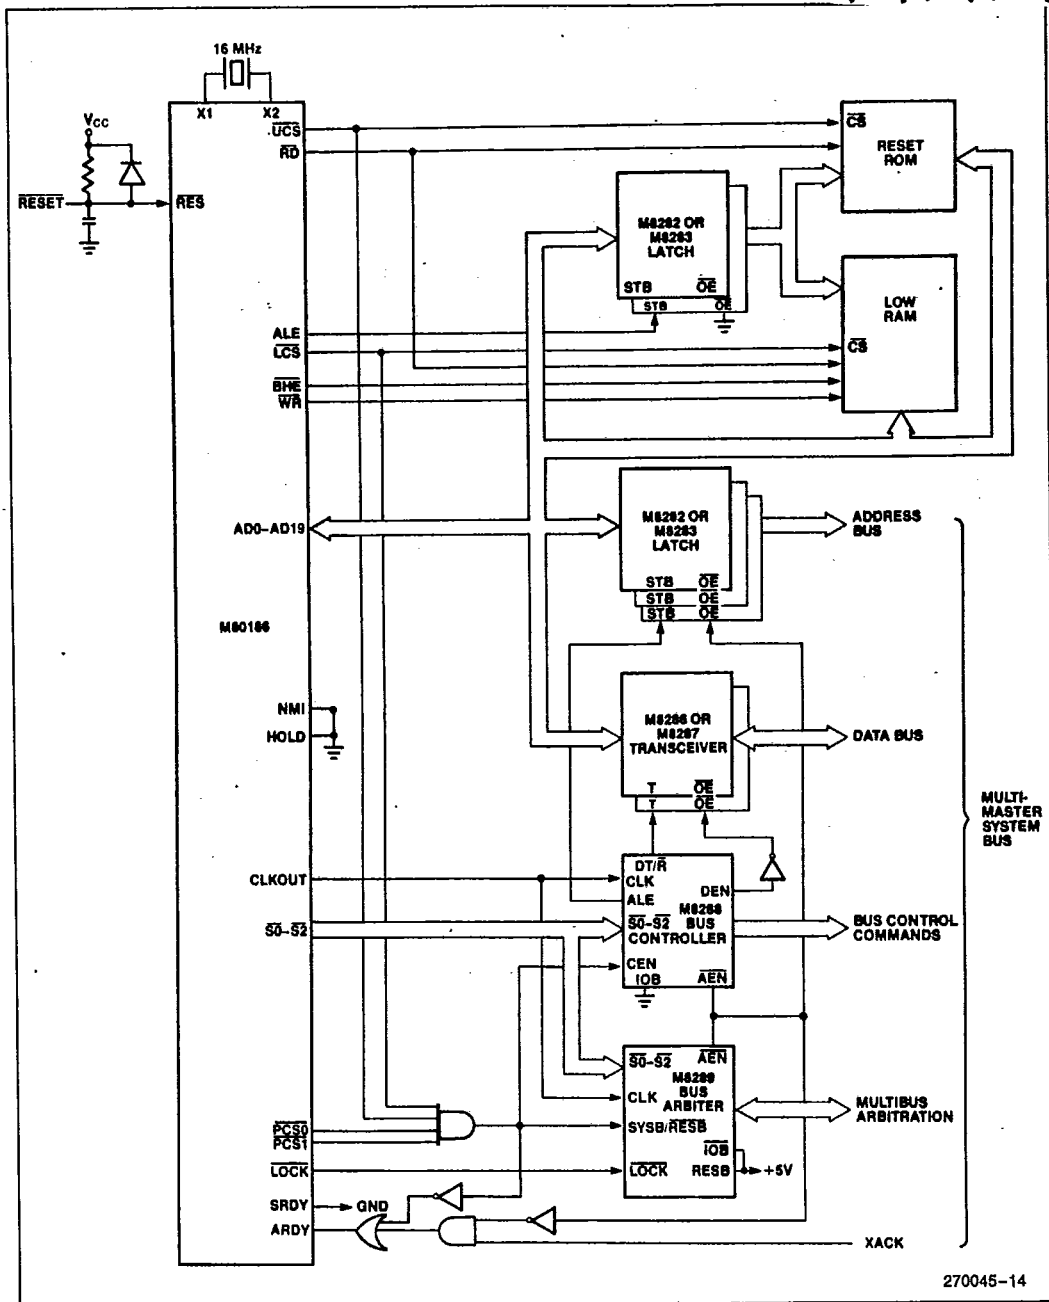 16 MHz
X1 X2
VCC
UCS
RD
RESET
RES
CS
RESET
ROM
M8282 OR
M8283
LATCH
STB OE
STB OE
LOW
RAM
CS
ALE
LCS
BHE
WR
AD0–AD19
M8282 OR
M8283
LATCH
STB OE
STB OE
STB OE
ADDRESS
BUS
M80186
NMI
HOLD
M8286 OR
M8287
TRANSCEIVER
T OE
T OE
DATA BUS
MULTI-
MASTER
SYSTEM
BUS
CLKOUT
S0–S2
DT/R
CLK
ALE
DEN
M8288
BUS
CONTROLLER
S0–S2
CEN
IOB
AEN
BUS CONTROL
COMMANDS
S0–S2
AEN
M8289
BUS
ARBITER
CLK
SYSB/RESB
IOB
RESB
LOCK
+5V
MULTIBUS
ARBITRATION
PCS0
PCS1
LOCK
SRDY
GND
ARDY
XACK
270045–14